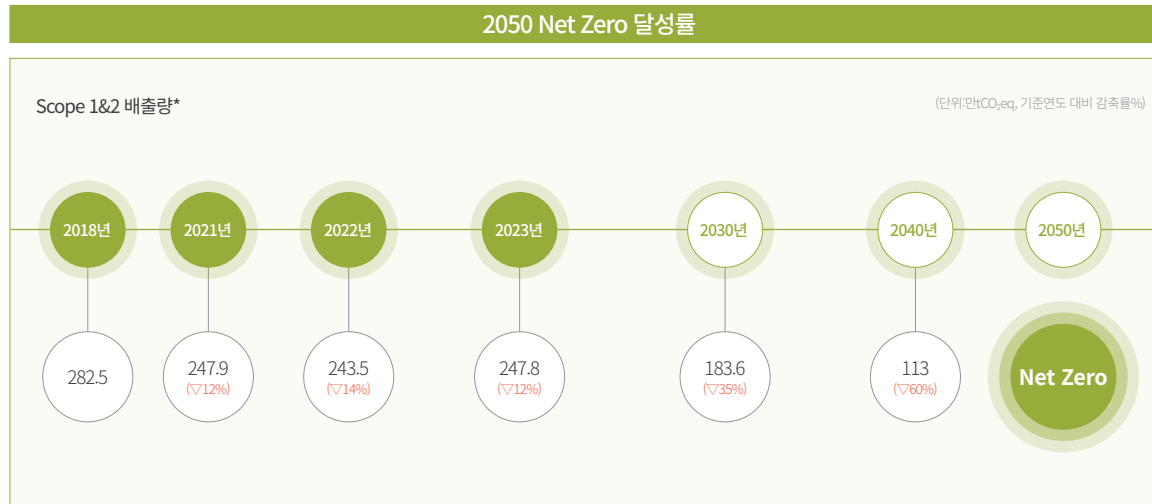 2050 Net Zero 달성률
Scope 1&2 배출량*
(단위:만tCO₂eq, 기준연도 대비 감축률%)
2018년 2021년 2022년 2023년 2030년 2040년 2050년
282.5 247.9 243.5 247.8 183.6 113 Net Zero
(▽12%) (▽14%) (▽12%) (▽35%) (▽60%)